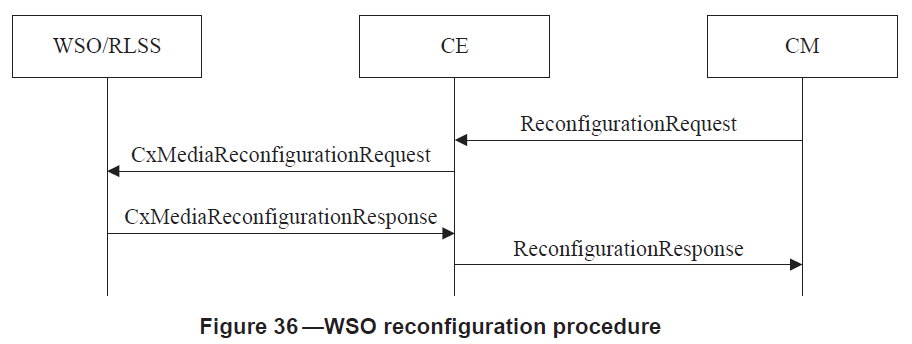 WSO/RLSS
CE
CM
ReconfigurationRequest
CxMediaReconfigurationRequest
CxMediaReconfigurationResponse
ReconfigurationResponse
Figure 36—WSO reconfiguration procedure